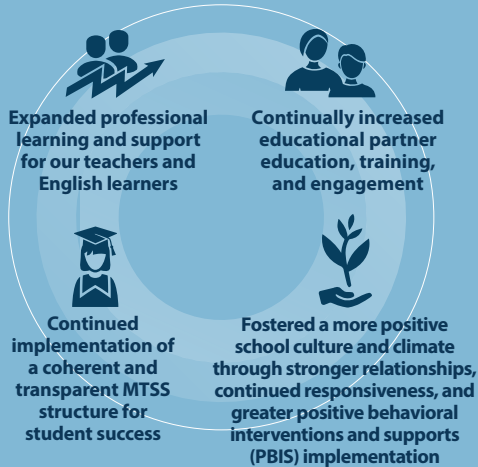 Expanded professional
learning and support
for our teachers and
English learners
Continually increased
educational partner
education, training,
and engagement
Continued
implementation of
a coherent and
transparent MTSS
structure for
student success
Fostered a more positive
school culture and climate
through stronger relationships,
continued responsiveness, and
greater positive behavioral
interventions and supports
(PBIS) implementation